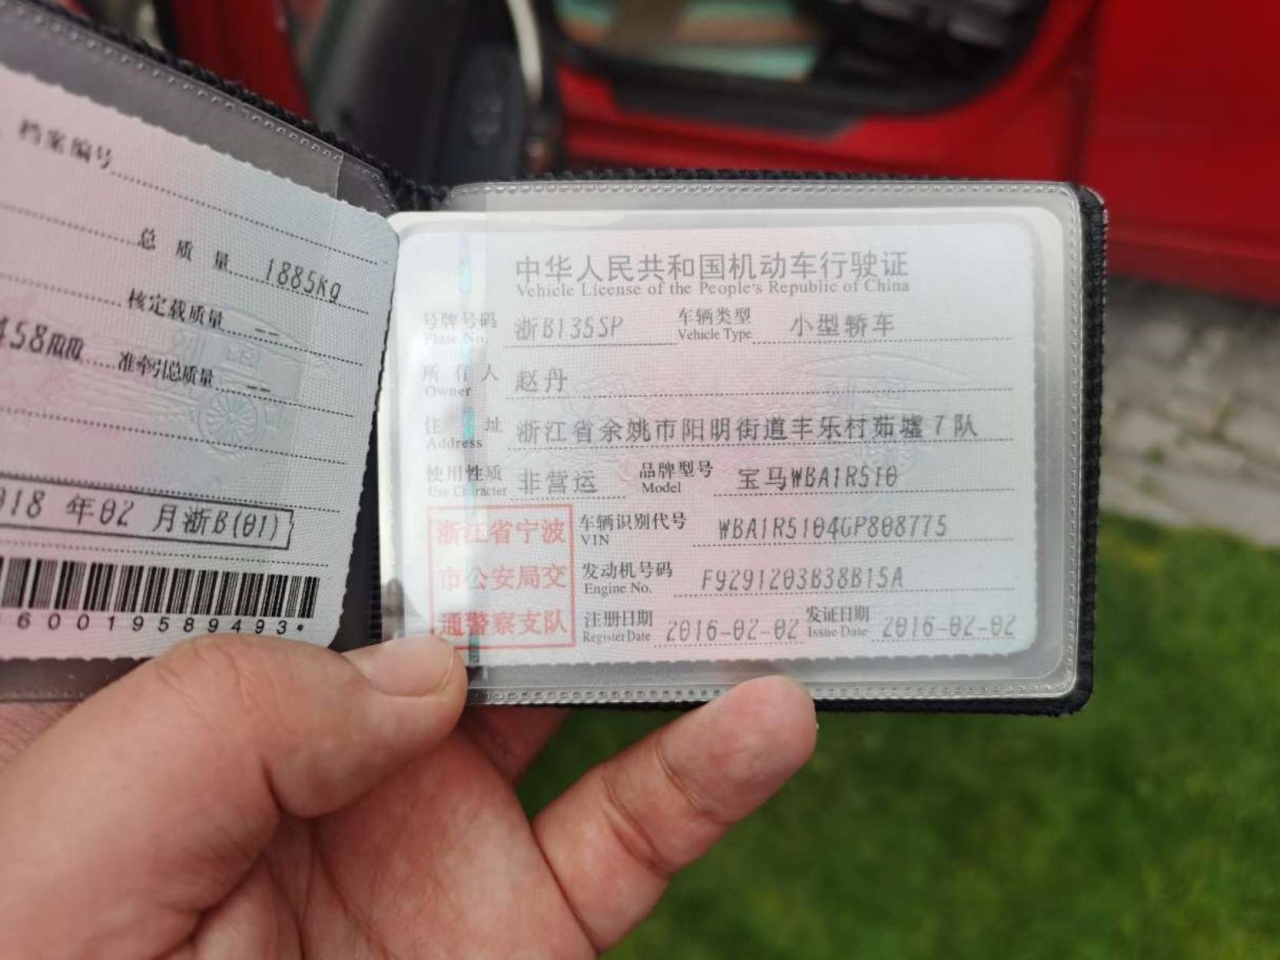 档案编号
总质量 1885kg
核定载质量 --
458mm 准牵引总质量 --
018 年02 月浙B(01)
60019589493*
中华人民共和国机动车行驶证
Vehicle License of the People's Republic of China
号牌号码 浙B135SP 车辆类型 小型轿车
Plate No. Vehicle Type
所有人 赵丹
Owner
住址 浙江省余姚市阳明街道丰乐村茹墟7队
Address
使用性质 非营运 品牌型号 宝马WBA1R510
Use Character Model
浙江省宁波
市公安局交
通警察支队
车辆识别代号 WBA1R5104GP808775
VIN
发动机号码 F9291203B38B15A
Engine No.
注册日期 2016-02-02 发证日期 2016-02-02
Register Date Issue Date